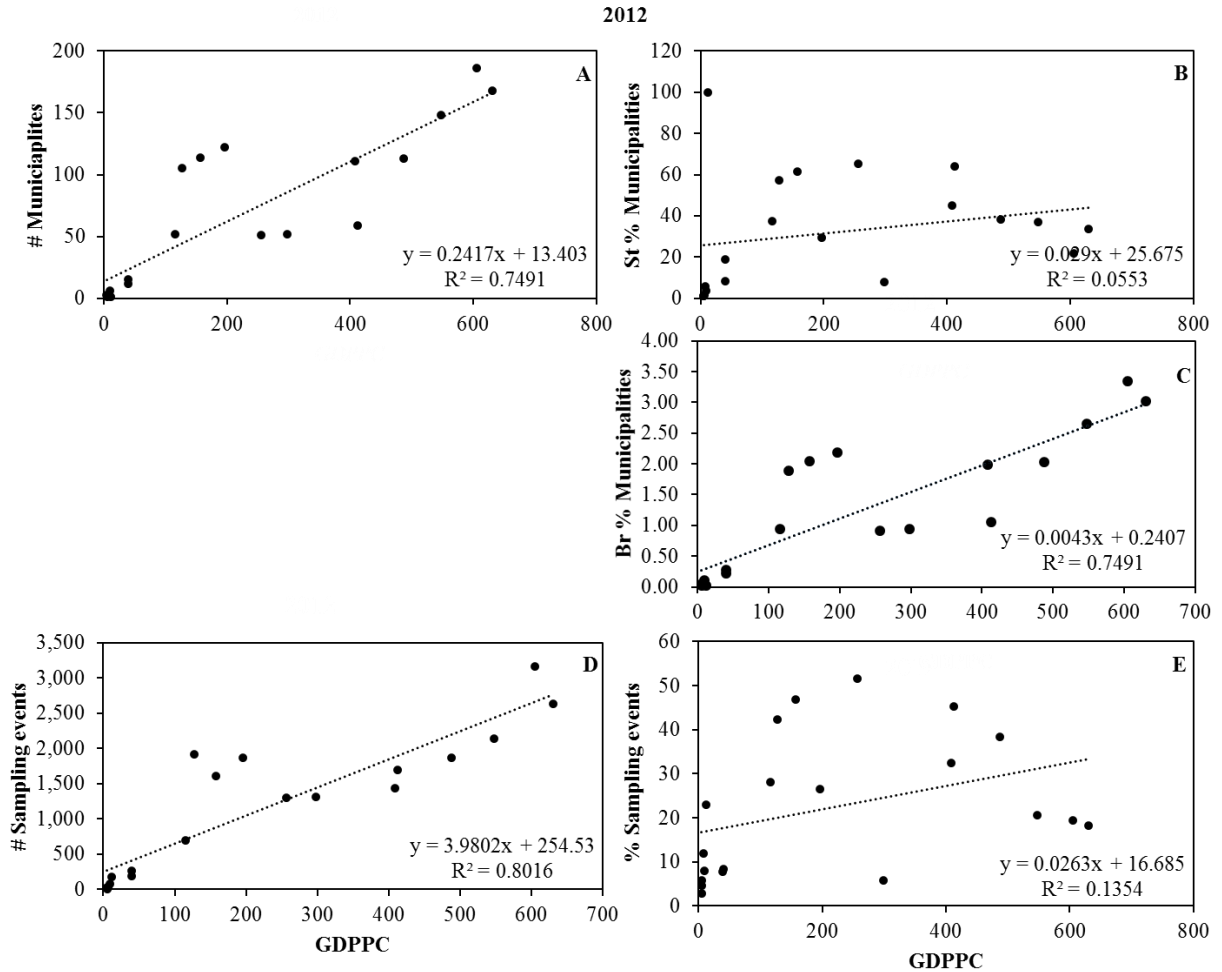 2012
A
# Municiaplites
200
150
100
50
0
0 200 400 600 800
y = 0.2417x + 13.403
R² = 0.7491
B
St % Municipalities
120
100
80
60
40
20
0
0 200 400 600 800
y = 0.029x + 25.675
R² = 0.0553
C
Br % Municipalities
4.00
3.50
3.00
2.50
2.00
1.50
1.00
0.50
0.00
0 100 200 300 400 500 600 700
y = 0.0043x + 0.2407
R² = 0.7491
D
# Sampling events
3,500
3,000
2,500
2,000
1,500
1,000
500
0
0 100 200 300 400 500 600 700
y = 3.9802x + 254.53
R² = 0.8016
GDPPC
E
% Sampling events
60
50
40
30
20
10
0
0 200 400 600 800
y = 0.0263x + 16.685
R² = 0.1354
GDPPC